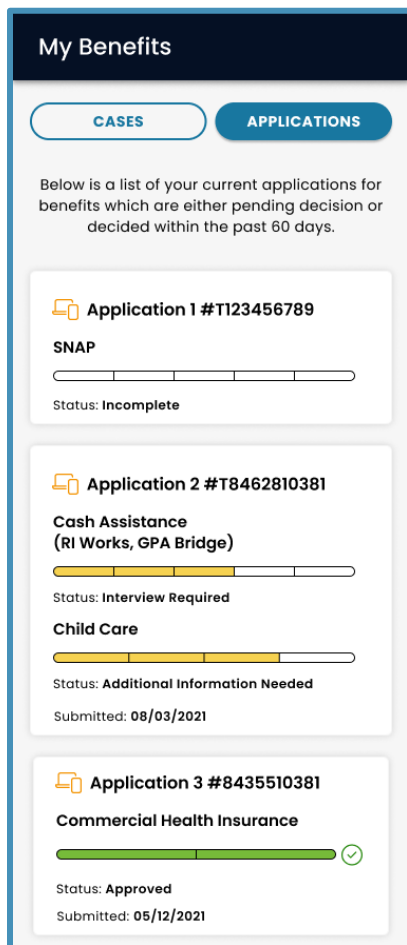 My Benefits
CASES
APPLICATIONS
Below is a list of your current applications for
benefits which are either pending decision or
decided within the past 60 days.
Application 1 #T123456789
SNAP
Status: Incomplete
Application 2 #T8462810381
Cash Assistance
(RI Works, GPA Bridge)
Status: Interview Required
Child Care
Status: Additional Information Needed
Submitted: 08/03/2021
Application 3 #8435510381
Commercial Health Insurance
Status: Approved
Submitted: 05/12/2021